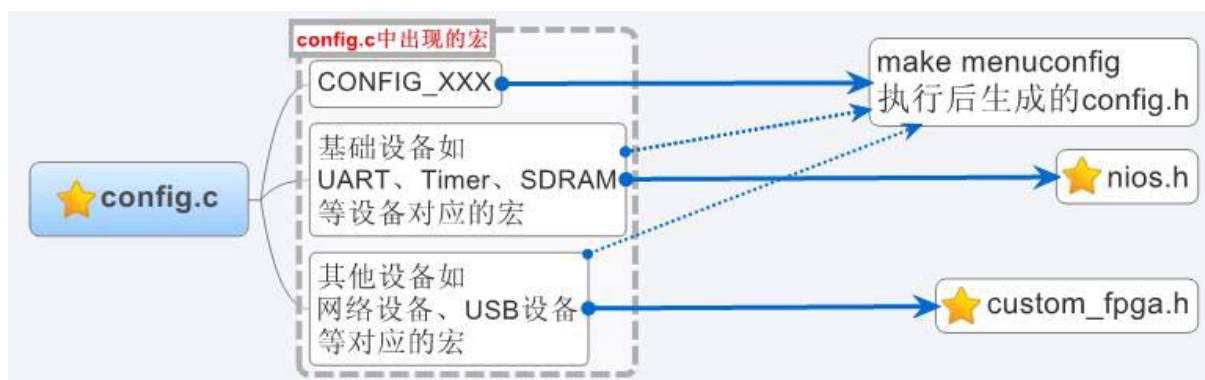 config.c中出现的宏
CONFIG_XXX
基础设备如
UART、Timer、SDRAM
等设备对应的宏
其他设备如
网络设备、USB设备
等对应的宏
config.c
make menuconfig
执行后生成的config.h
nios.h
custom_fpga.h